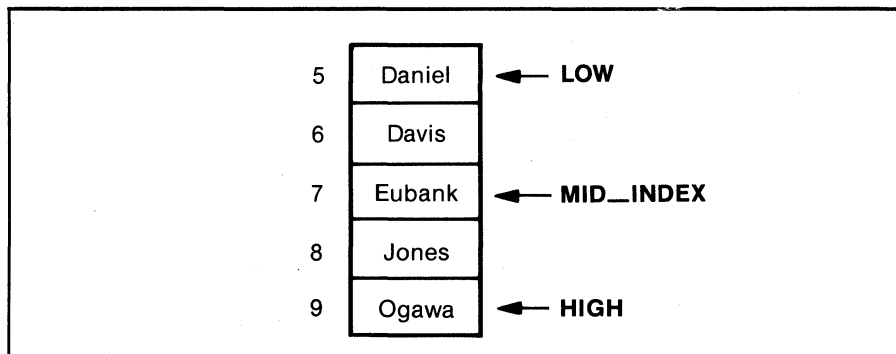 5 Daniel LOW
6 Davis
7 Eubank MID_INDEX
8 Jones
9 Ogawa HIGH